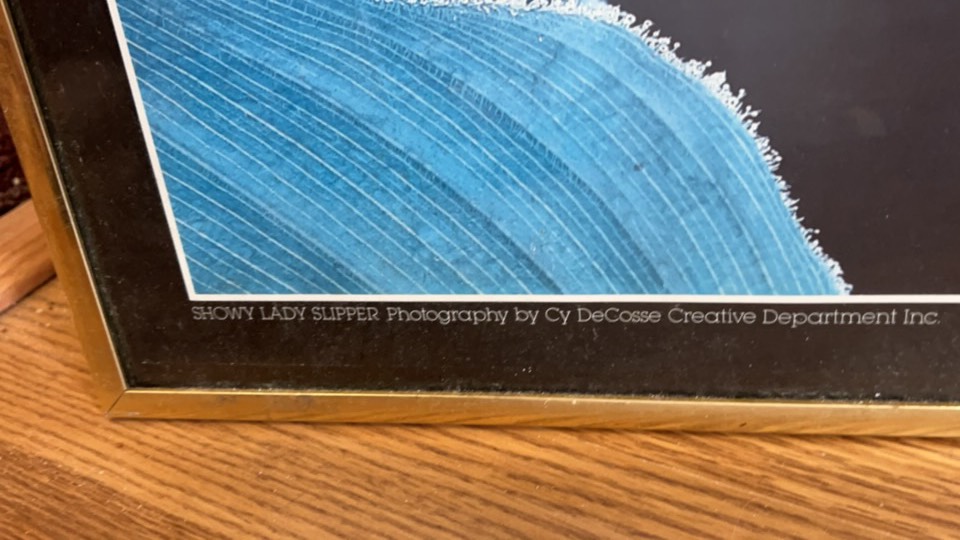 SHOWY LADY SLIPPER Photography by Cy DeCosse Creative Department Inc.